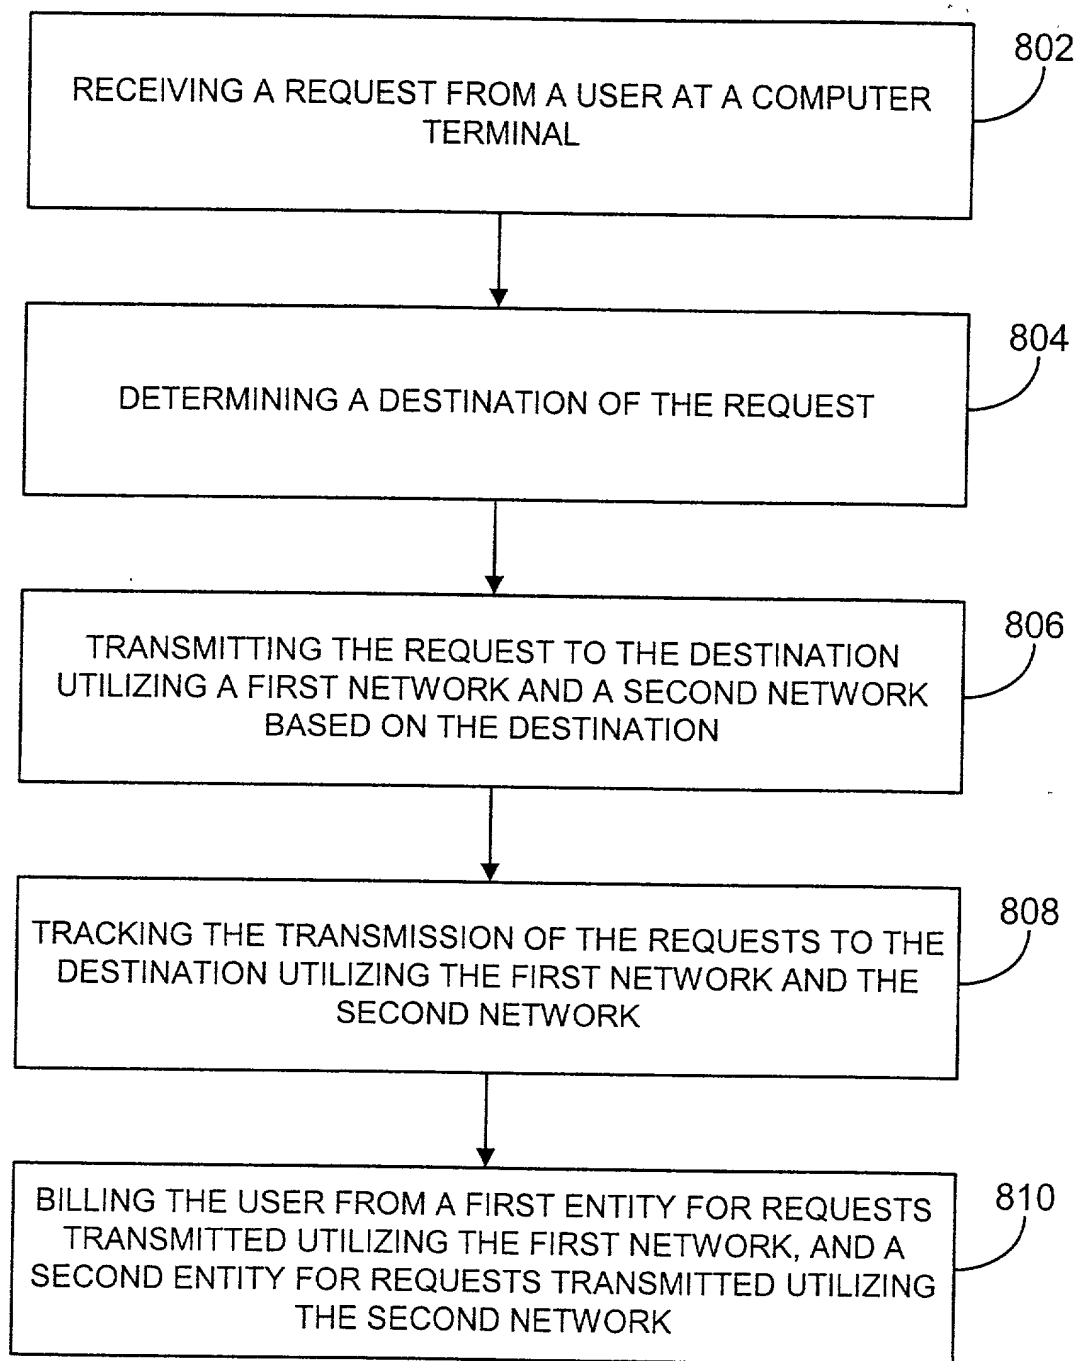 802
RECEIVING A REQUEST FROM A USER AT A COMPUTER
TERMINAL
804
DETERMINING A DESTINATION OF THE REQUEST
806
TRANSMITTING THE REQUEST TO THE DESTINATION
UTILIZING A FIRST NETWORK AND A SECOND NETWORK
BASED ON THE DESTINATION
808
TRACKING THE TRANSMISSION OF THE REQUESTS TO THE
DESTINATION UTILIZING THE FIRST NETWORK AND THE
SECOND NETWORK
810
BILLING THE USER FROM A FIRST ENTITY FOR REQUESTS
TRANSMITTED UTILIZING THE FIRST NETWORK, AND A
SECOND ENTITY FOR REQUESTS TRANSMITTED UTILIZING
THE SECOND NETWORK